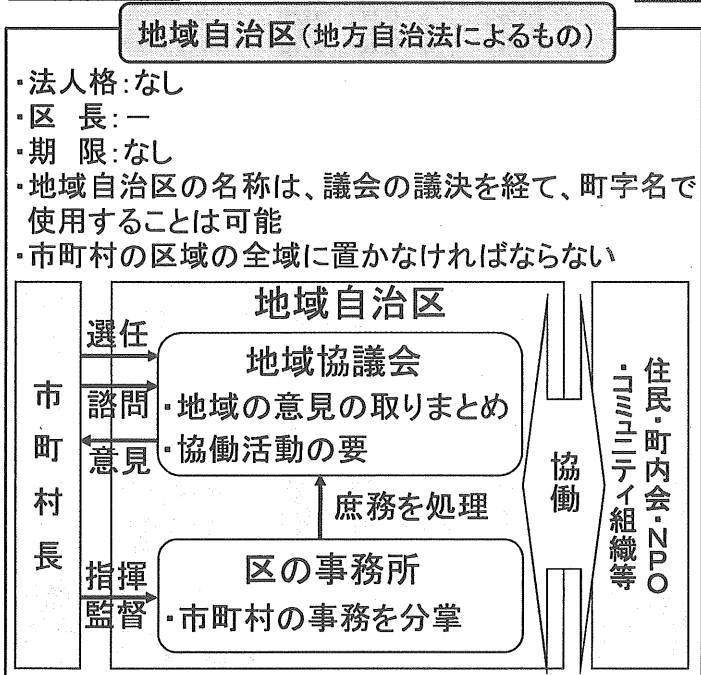 地域自治区(地方自治法によるもの)
・法人格:なし
・区 長:－
・期 限:なし
・地域自治区の名称は、議会の議決を経て、町字名で
使用することは可能
・市町村の区域の全域に置かなければならない
地域自治区
市町村長
選任
諮問
意見
地域協議会
・地域の意見の取りまとめ
・協働活動の要
庶務を処理
指揮
監督
区の事務所
・市町村の事務を分掌
協働
住民・町内会・NPO
・コミュニティ組織等